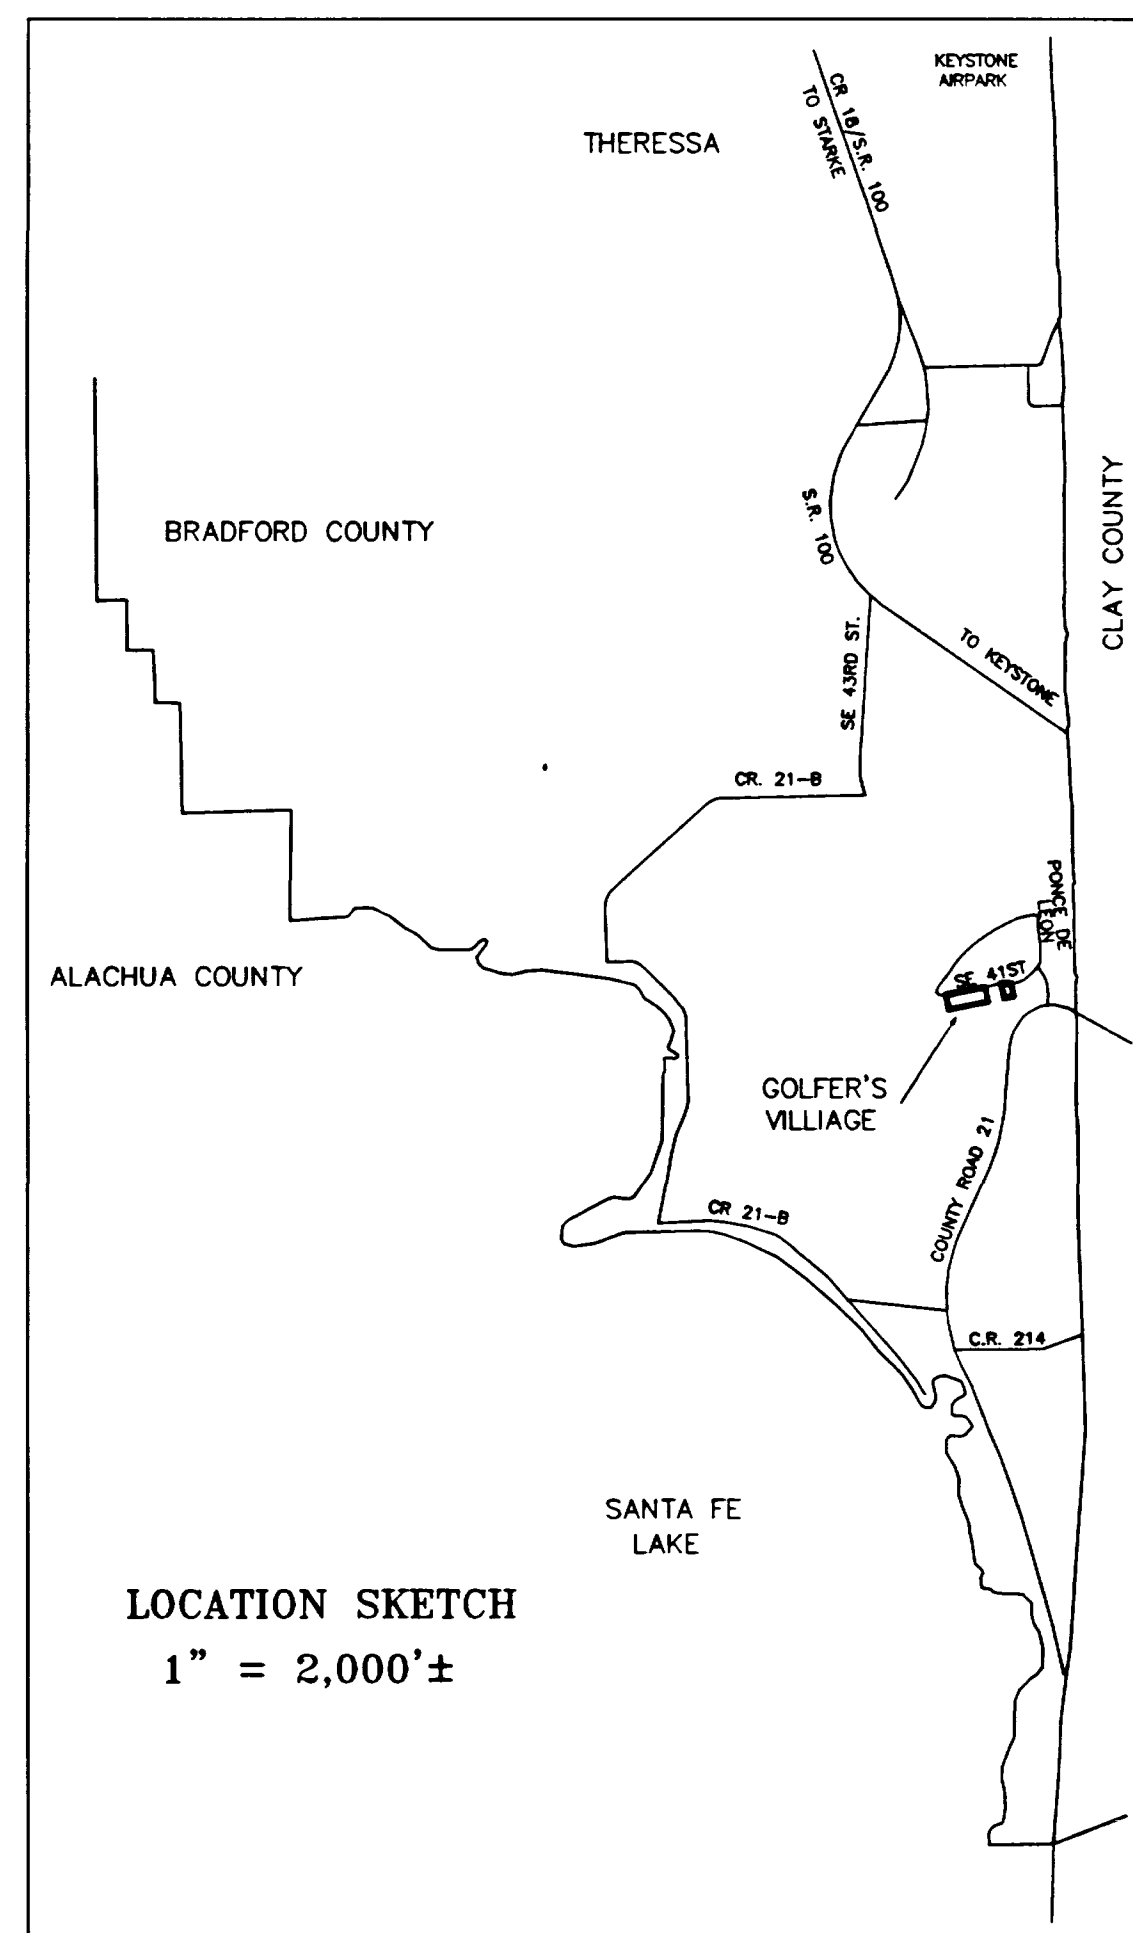 KEYSTONE
AIRPARK
THERESSA
CR 18/S.R. 100
TO STARKE
BRADFORD COUNTY
S.R. 100
CLAY COUNTY
SE 43RD ST.
TO KEYSTONE
CR. 21-B
PONCE DE
LEON
ALACHUA COUNTY
SE 41ST
GOLFER'S
VILLIAGE
COUNTY ROAD 21
CR 21-B
C.R. 214
SANTA FE
LAKE
LOCATION SKETCH
1" = 2,000'±